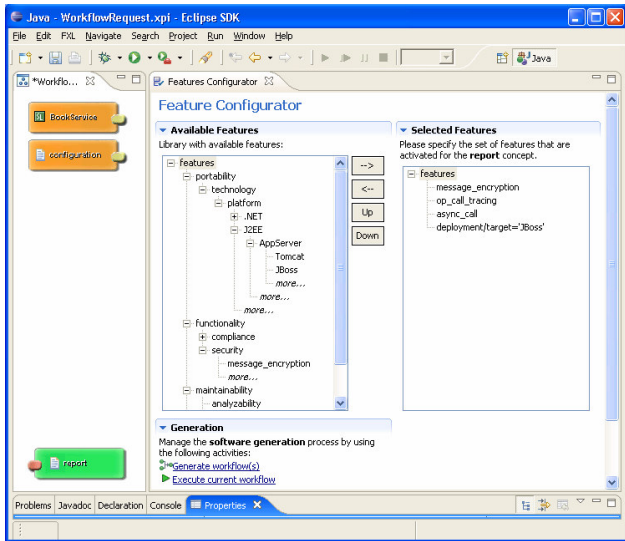 Java - WorkflowRequest.xpi - Eclipse SDK
File Edit FXL Navigate Search Project Run Window Help
Java
*Workflo...
Features Configurator
BookService
configuration
report
Feature Configurator
Available Features
Library with available features:
features
portability
technology
platform
.NET
J2EE
AppServer
Tomcat
JBoss
more...
more...
more...
functionality
compliance
security
message_encryption
more...
maintainability
analyzability
-->
<--
Up
Down
Selected Features
Please specify the set of features that are
activated for the report concept.
features
message_encryption
op_call_tracing
async_call
deployment/target='JBoss'
Generation
Manage the software generation process by using
the following activities:
Generate workflow(s)
Execute current workflow
Problems Javadoc Declaration Console Properties